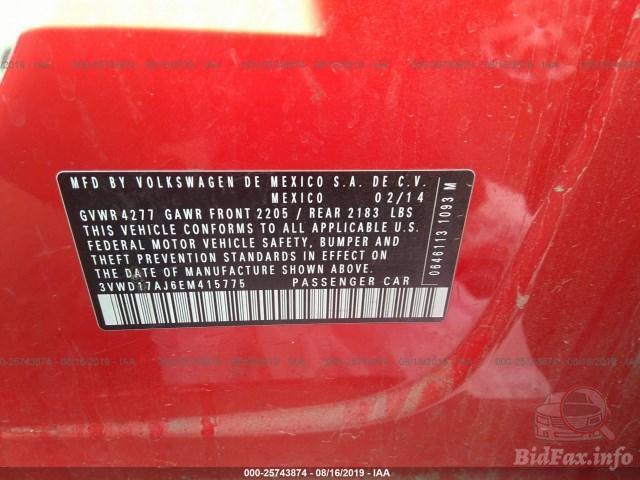 MFD BY VOLKSWAGEN DE MEXICO S.A. DE C.V.
MEXICO 02/14
GVWR 4277 GAWR FRONT 2205 / REAR 2183 LBS
THIS VEHICLE CONFORMS TO ALL APPLICABLE U.S.
FEDERAL MOTOR VEHICLE SAFETY, BUMPER AND
THEFT PREVENTION STANDARDS IN EFFECT ON
THE DATE OF MANUFACTURE SHOWN ABOVE.
3VWD17AJ6EM415775 PASSENGER CAR
0646113 1093 M
000-25743874 - 08/16/2019 - IAA
BidFax.info